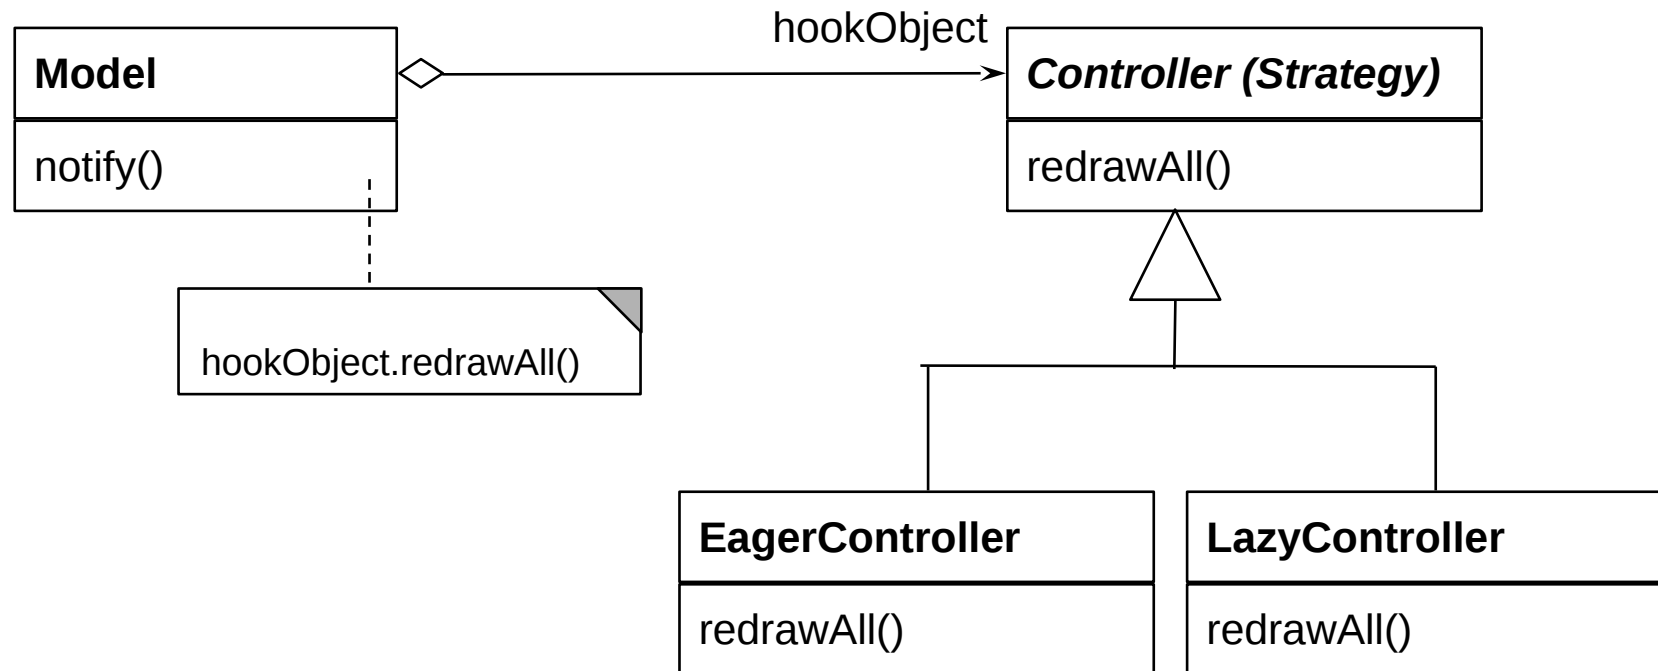 hookObject
Model
Controller (Strategy)
notify()
redrawAll()
hookObject.redrawAll()
EagerController
LazyController
redrawAll()
redrawAll()